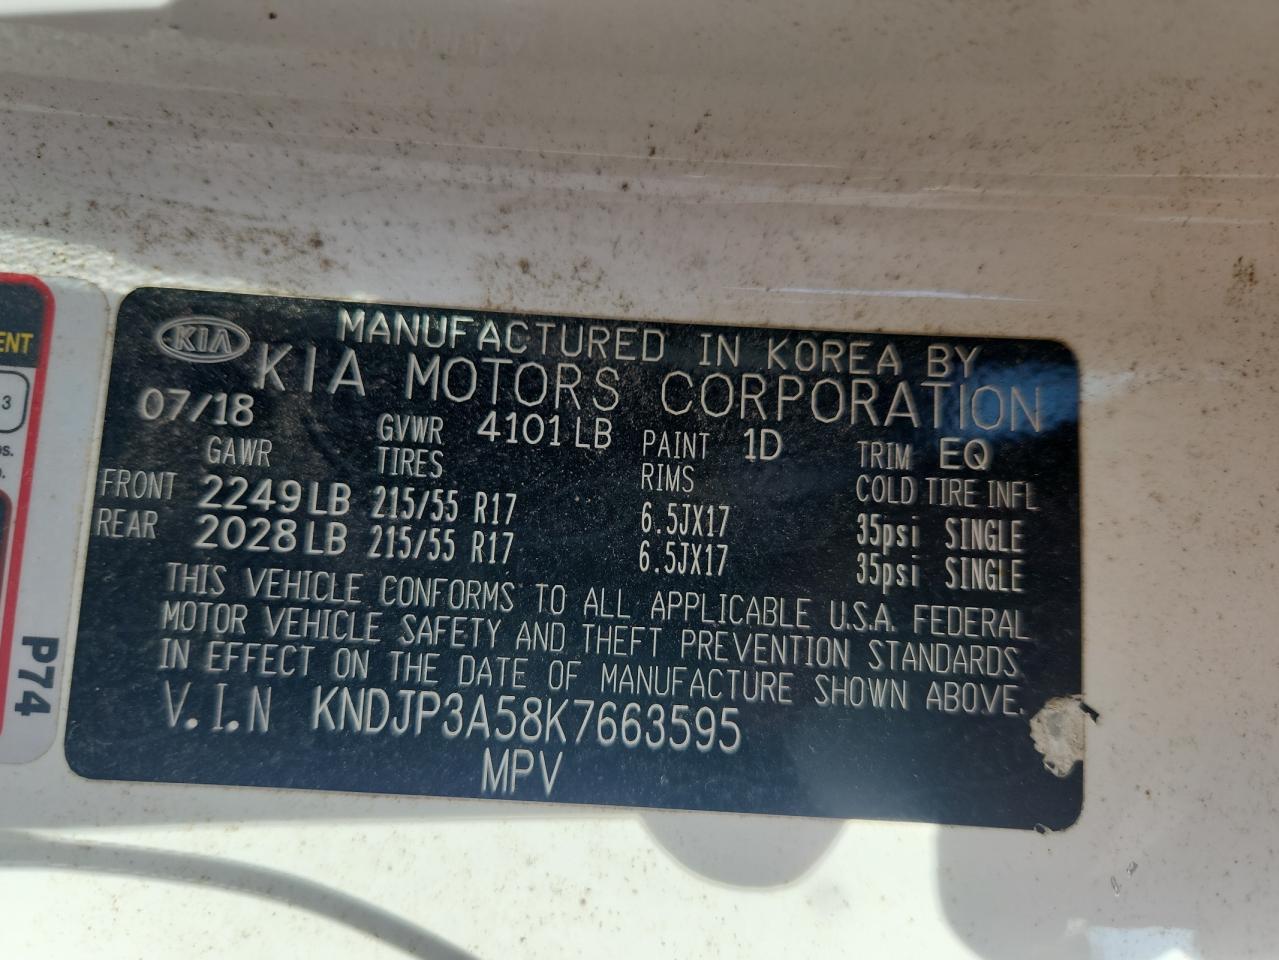 KIA
MANUFACTURED IN KOREA BY
KIA MOTORS CORPORATION
07/18 GVWR 4101LB PAINT 1D TRIM EQ
GAWR TIRES RIMS COLD TIRE INFL
FRONT 2249LB 215/55 R17 6.5JX17 35psi SINGLE
REAR 2028LB 215/55 R17 6.5JX17 35psi SINGLE
THIS VEHICLE CONFORMS TO ALL APPLICABLE U.S.A. FEDERAL
MOTOR VEHICLE SAFETY AND THEFT PREVENTION STANDARDS
IN EFFECT ON THE DATE OF MANUFACTURE SHOWN ABOVE.
V.I.N KNDJP3A58K7663595
MPV
P74